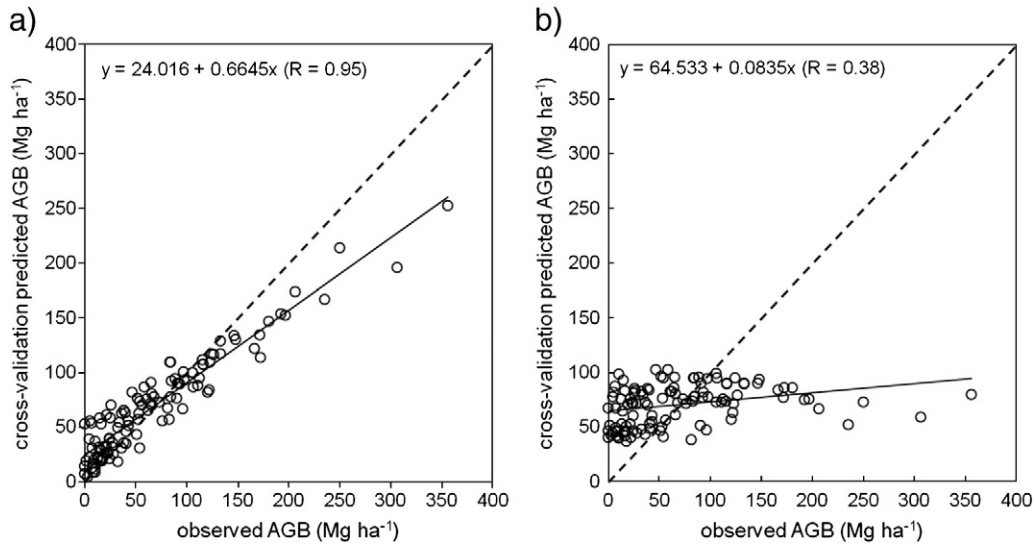 a)
y = 24.016 + 0.6645x (R = 0.95)
cross-validation predicted AGB (Mg ha⁻¹)
400
350
300
250
200
150
100
50
0
0 50 100 150 200 250 300 350 400
observed AGB (Mg ha⁻¹)
b)
y = 64.533 + 0.0835x (R = 0.38)
cross-validation predicted AGB (Mg ha⁻¹)
400
350
300
250
200
150
100
50
0
0 50 100 150 200 250 300 350 400
observed AGB (Mg ha⁻¹)